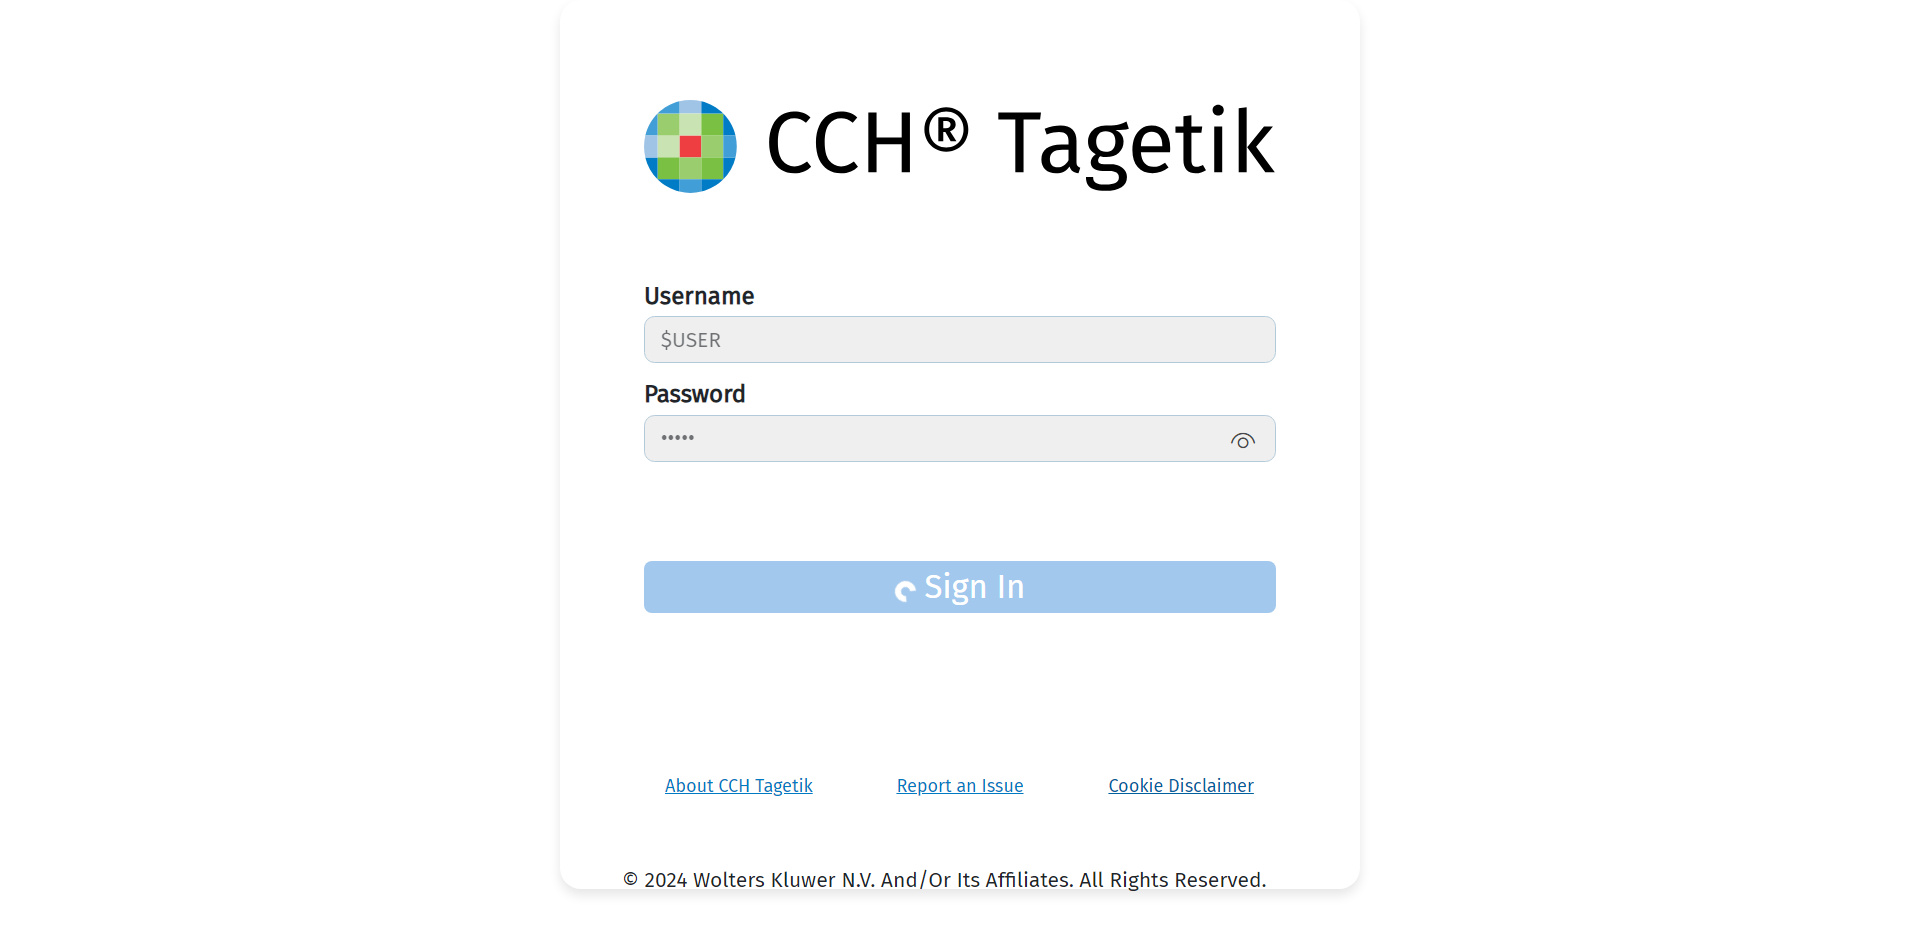 CCH® Tagetik
Username
$USER
Password
•••••
Sign In
About CCH Tagetik Report an Issue Cookie Disclaimer
© 2024 Wolters Kluwer N.V. And/Or Its Affiliates. All Rights Reserved.